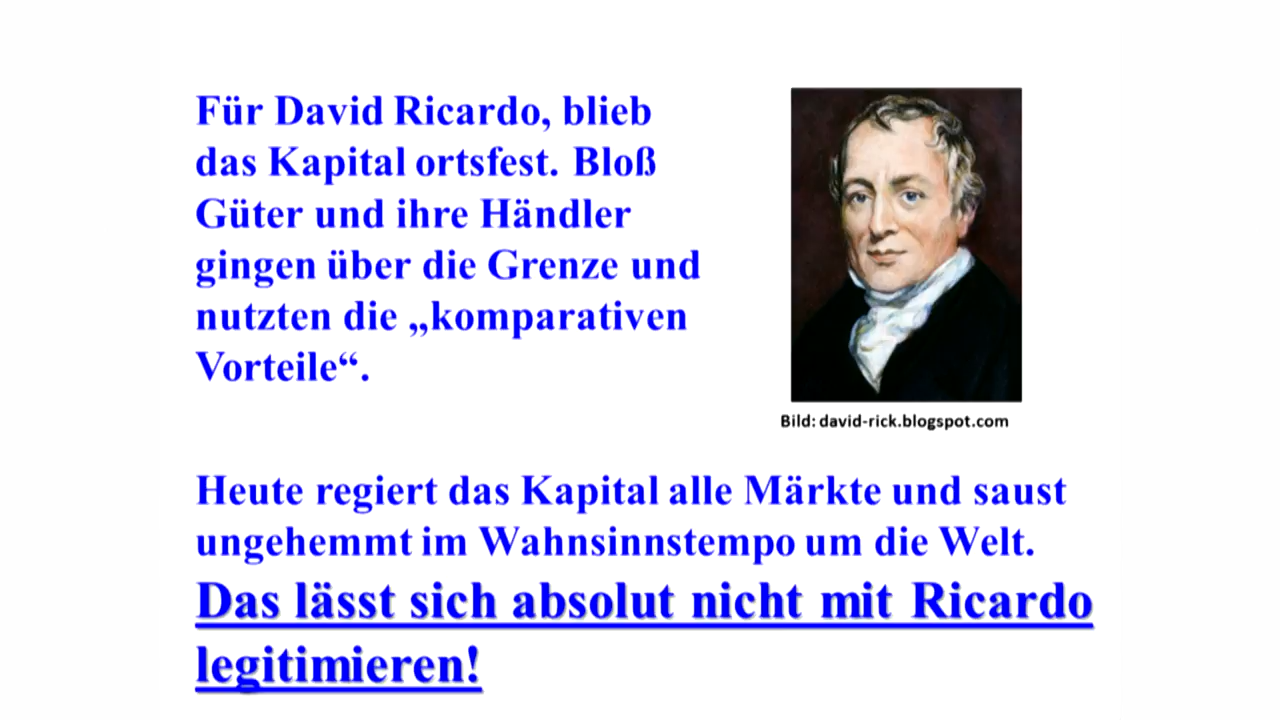 Für David Ricardo, blieb
das Kapital ortsfest. Bloß
Güter und ihre Händler
gingen über die Grenze und
nutzten die „komparativen
Vorteile“.
Bild: david-rick.blogspot.com
Heute regiert das Kapital alle Märkte und saust
ungehemmt im Wahnsinnstempo um die Welt.
Das lässt sich absolut nicht mit Ricardo
legitimieren!